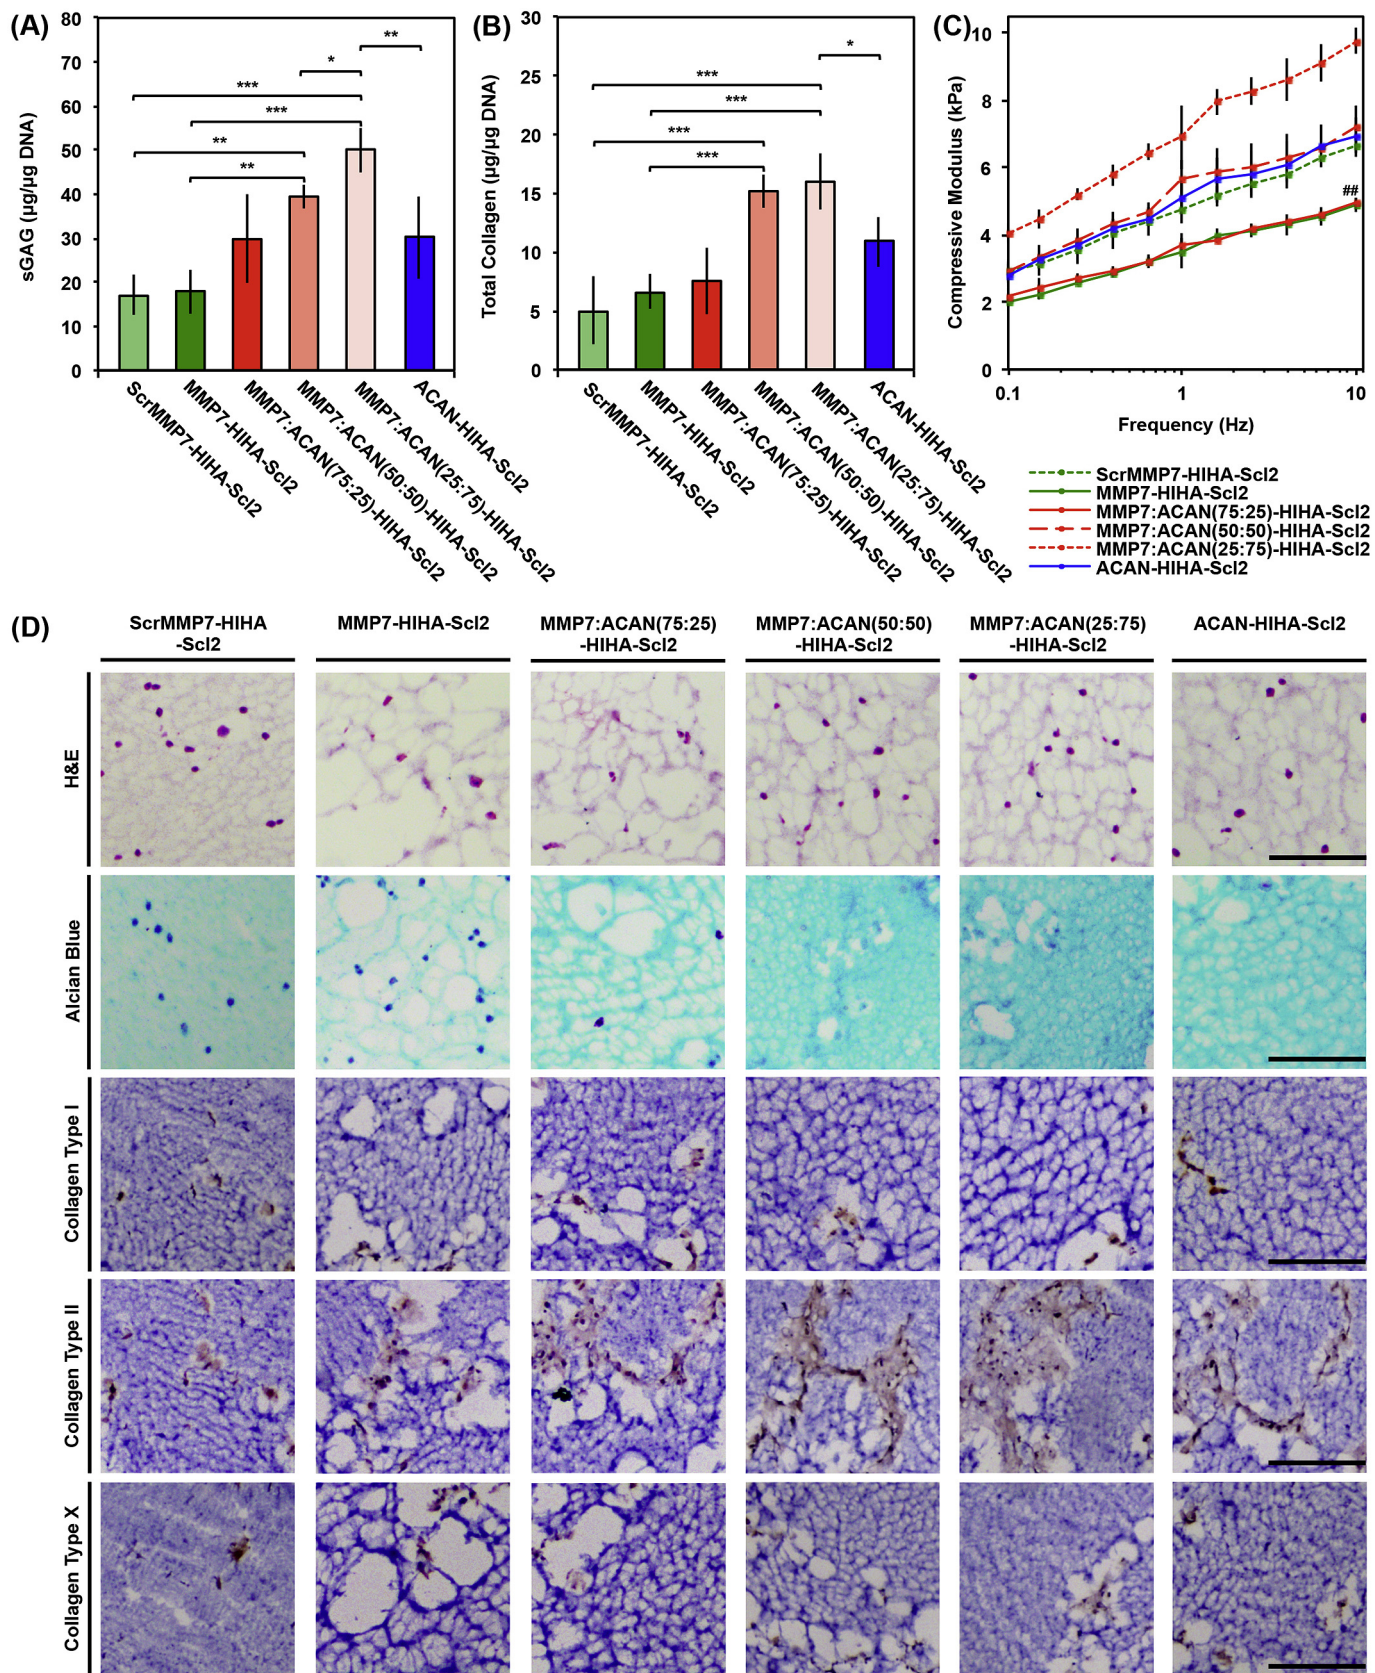 (A)
80
70
60
50
40
30
20
10
0
sGAG (μg/μg DNA)
**
*
***
***
**
**
ScrMMP7-HIHA-Scl2
MMP7-HIHA-Scl2
MMP7:ACAN(75:25)-HIHA-Scl2
MMP7:ACAN(50:50)-HIHA-Scl2
MMP7:ACAN(25:75)-HIHA-Scl2
ACAN-HIHA-Scl2
(B)
30
25
20
15
10
5
0
Total Collagen (μg/μg DNA)
*
***
***
***
***
ScrMMP7-HIHA-Scl2
MMP7-HIHA-Scl2
MMP7:ACAN(75:25)-HIHA-Scl2
MMP7:ACAN(50:50)-HIHA-Scl2
MMP7:ACAN(25:75)-HIHA-Scl2
ACAN-HIHA-Scl2
(C)
10
8
6
4
2
0
Compressive Modulus (kPa)
##
0.1 1 10
Frequency (Hz)
ScrMMP7-HIHA-Scl2
MMP7-HIHA-Scl2
MMP7:ACAN(75:25)-HIHA-Scl2
MMP7:ACAN(50:50)-HIHA-Scl2
MMP7:ACAN(25:75)-HIHA-Scl2
ACAN-HIHA-Scl2
(D)
ScrMMP7-HIHA
-Scl2
MMP7-HIHA-Scl2
MMP7:ACAN(75:25)
-HIHA-Scl2
MMP7:ACAN(50:50)
-HIHA-Scl2
MMP7:ACAN(25:75)
-HIHA-Scl2
ACAN-HIHA-Scl2
H&E
Alcian Blue
Collagen Type I
Collagen Type II
Collagen Type X